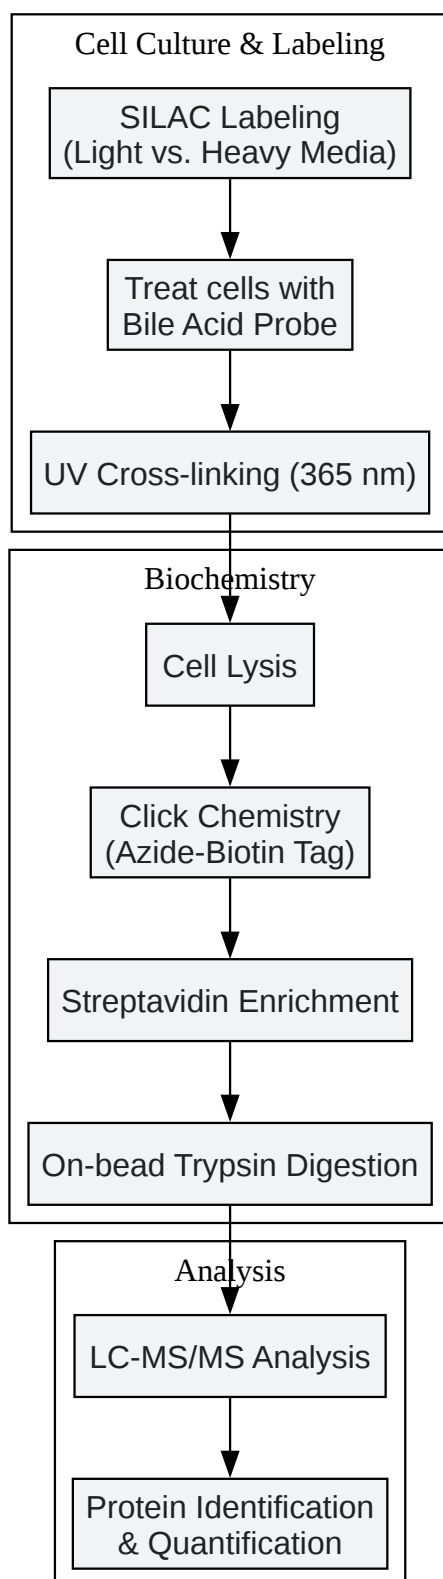 Cell Culture & Labeling
SILAC Labeling
(Light vs. Heavy Media)
Treat cells with
Bile Acid Probe
UV Cross-linking (365 nm)
Biochemistry
Cell Lysis
Click Chemistry
(Azide-Biotin Tag)
Streptavidin Enrichment
On-bead Trypsin Digestion
Analysis
LC-MS/MS Analysis
Protein Identification
& Quantification